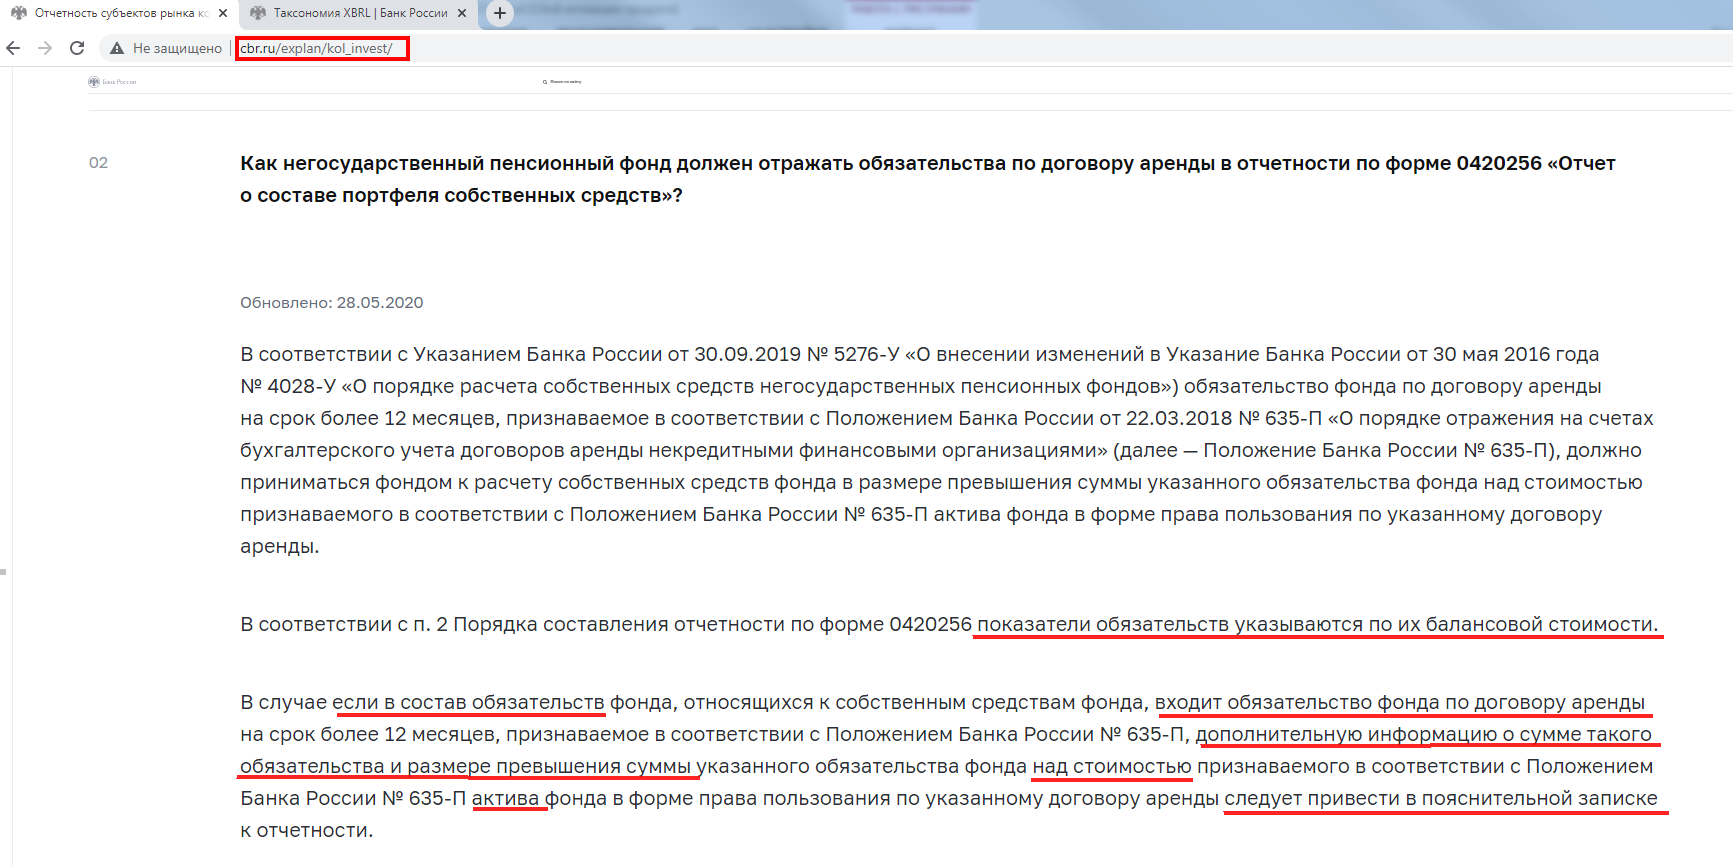 Отчетность субъектов рынка кс
Таксономия XBRL | Банк России
Не защищено
cbr.ru/explan/kol_invest/
Банк России
Поиск по сайту
02
Как негосударственный пенсионный фонд должен отражать обязательства по договору аренды в отчетности по форме 0420256 «Отчет
о составе портфеля собственных средств»?
Обновлено: 28.05.2020
В соответствии с Указанием Банка России от 30.09.2019 № 5276-У «О внесении изменений в Указание Банка России от 30 мая 2016 года
№ 4028-У «О порядке расчета собственных средств негосударственных пенсионных фондов») обязательство фонда по договору аренды
на срок более 12 месяцев, признаваемое в соответствии с Положением Банка России от 22.03.2018 № 635-П «О порядке отражения на счетах
бухгалтерского учета договоров аренды некредитными финансовыми организациями» (далее — Положение Банка России № 635-П), должно
приниматься фондом к расчету собственных средств фонда в размере превышения суммы указанного обязательства фонда над стоимостью
признаваемого в соответствии с Положением Банка России № 635-П актива фонда в форме права пользования по указанному договору
аренды.
В соответствии с п. 2 Порядка составления отчетности по форме 0420256 показатели обязательств указываются по их балансовой стоимости.
В случае если в состав обязательств фонда, относящихся к собственным средствам фонда, входит обязательство фонда по договору аренды
на срок более 12 месяцев, признаваемое в соответствии с Положением Банка России № 635-П, дополнительную информацию о сумме такого
обязательства и размере превышения суммы указанного обязательства фонда над стоимостью признаваемого в соответствии с Положением
Банка России № 635-П актива фонда в форме права пользования по указанному договору аренды следует привести в пояснительной записке
к отчетности.